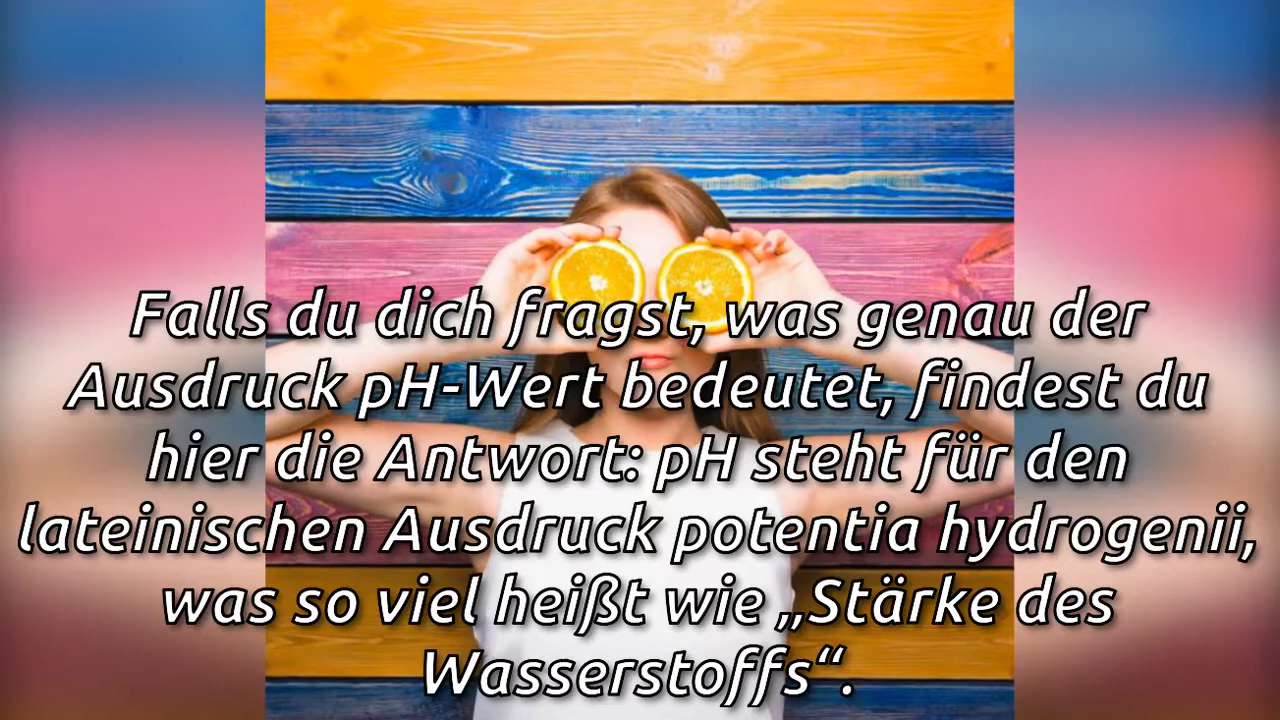 Falls du dich fragst, was genau der
Ausdruck pH-Wert bedeutet, findest du
hier die Antwort: pH steht für den
lateinischen Ausdruck potentia hydrogenii,
was so viel heißt wie „Stärke des
Wasserstoffs“.